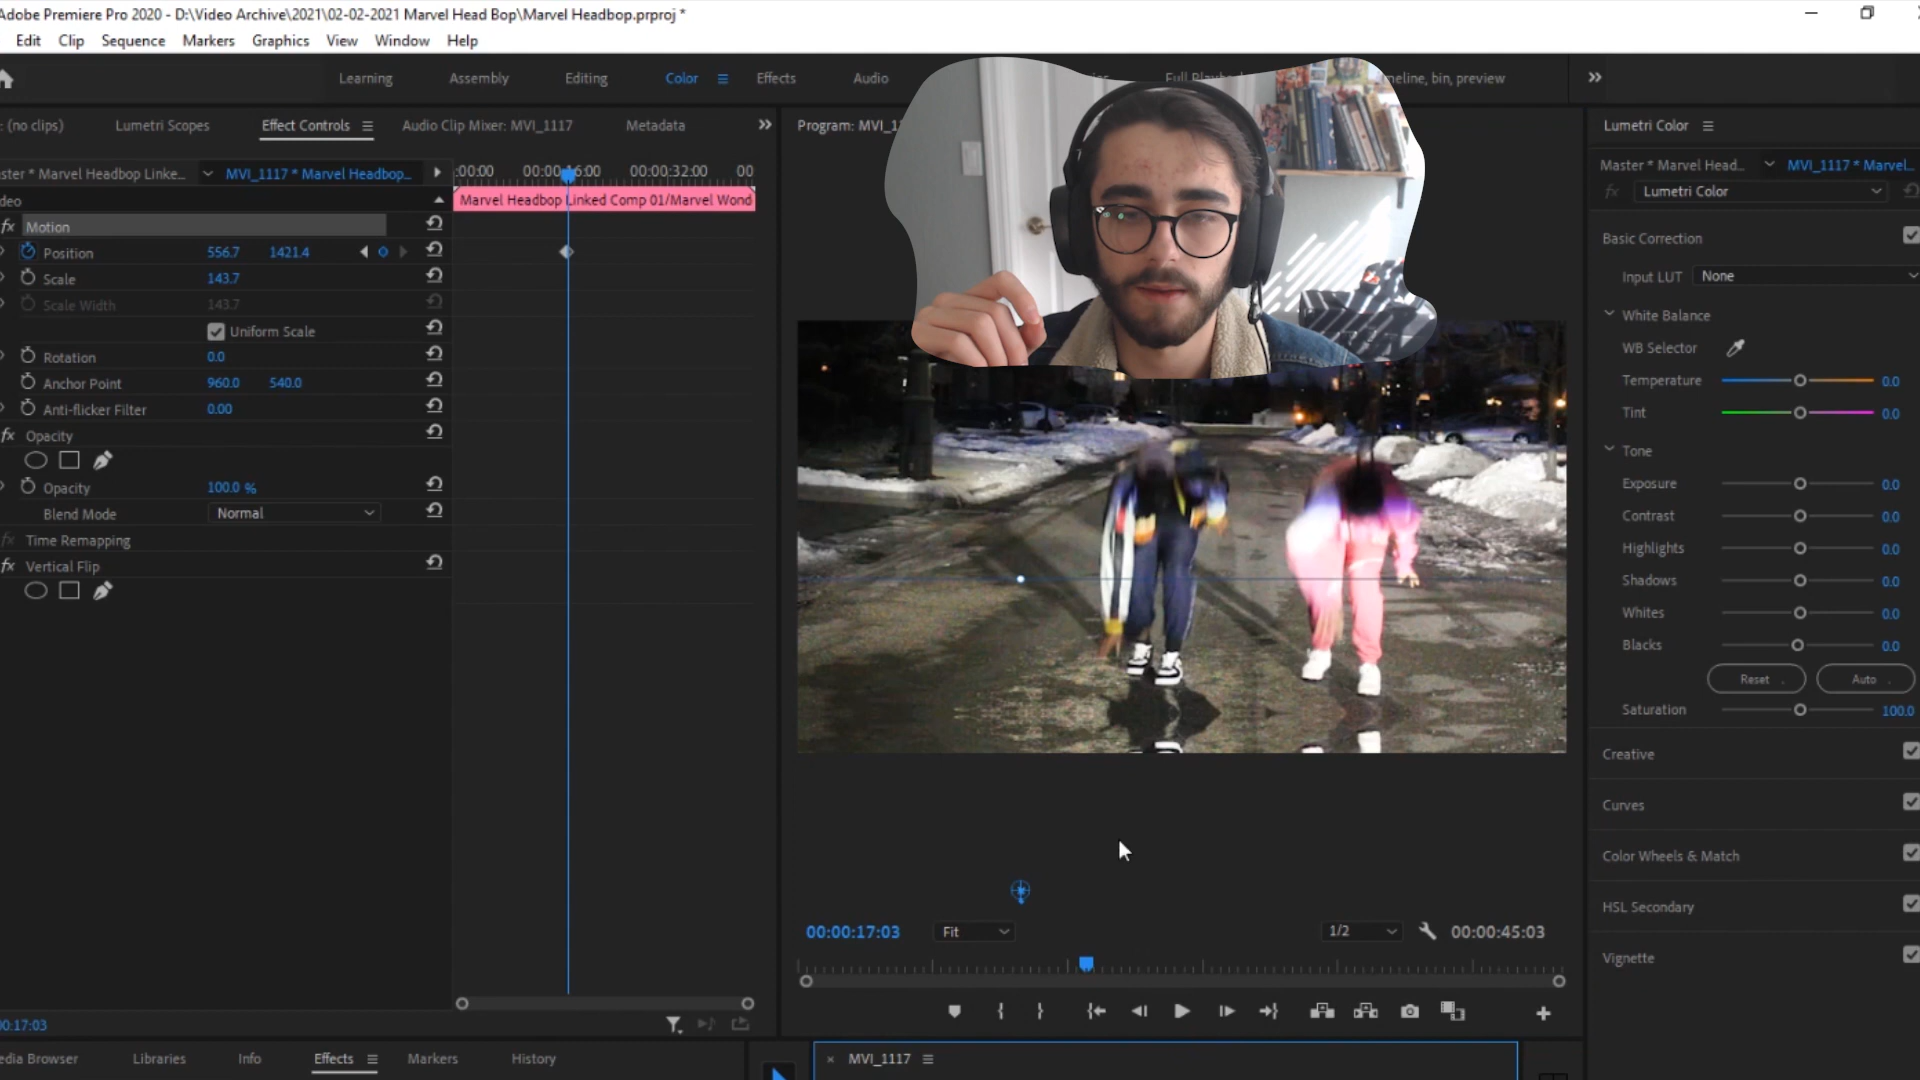 Adobe Premiere Pro 2020 - D:\Video Archive\2021\02-02-2021 Marvel Head Bop\Marvel Headbop.prproj *
Edit Clip Sequence Markers Graphics View Window Help
Learning Assembly Editing Color Effects Audio Full Playback meline, bin, preview
: (no clips) Lumetri Scopes Effect Controls Audio Clip Mixer: MVI_1117 Metadata
Program: MVI_11
Lumetri Color
ster * Marvel Headbop Linke... MVI_1117 * Marvel Headbop...
:00:00 00:00:16:00 00:00:32:00 00
Marvel Headbop Linked Comp 01/Marvel Wond
deo
fx Motion
Position 556.7 1421.4
Scale 143.7
Scale Width 143.7
Uniform Scale
Rotation 0.0
Anchor Point 960.0 540.0
Anti-flicker Filter 0.00
fx Opacity
Opacity 100.0 %
Blend Mode Normal
fx Time Remapping
fx Vertical Flip
0:17:03
00:00:17:03 Fit 1/2 00:00:45:03
Master * Marvel Head... MVI_1117 * Marvel...
fx Lumetri Color
Basic Correction
Input LUT None
White Balance
WB Selector
Temperature 0.0
Tint 0.0
Tone
Exposure 0.0
Contrast 0.0
Highlights 0.0
Shadows 0.0
Whites 0.0
Blacks 0.0
Reset Auto
Saturation 100.0
Creative
Curves
Color Wheels & Match
HSL Secondary
Vignette
edia Browser Libraries Info Effects Markers History
× MVI_1117